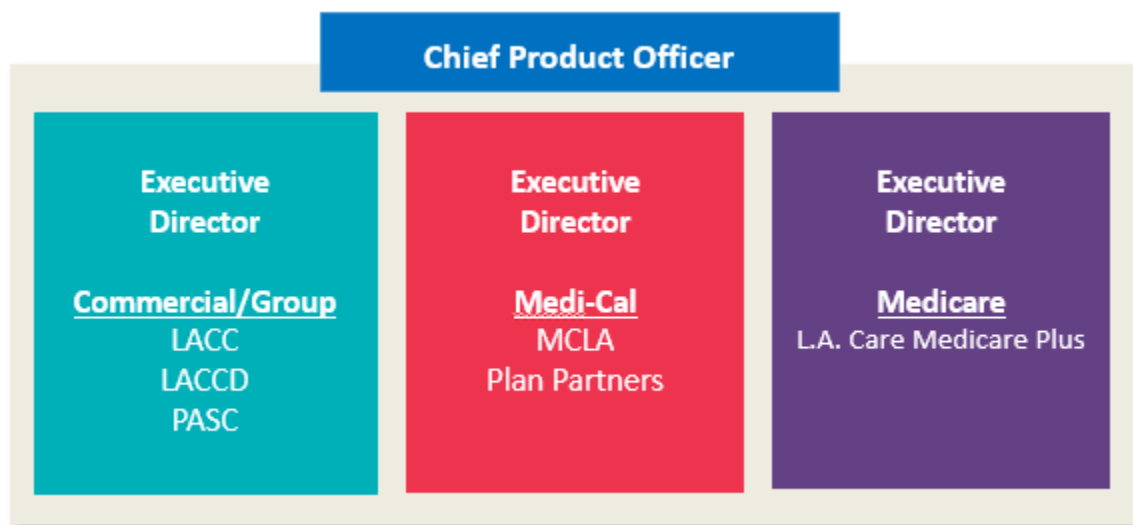 Chief Product Officer
Executive
Director
Commercial/Group
LACC
LACCD
PASC
Executive
Director
Medi-Cal
MCLA
Plan Partners
Executive
Director
Medicare
L.A. Care Medicare Plus